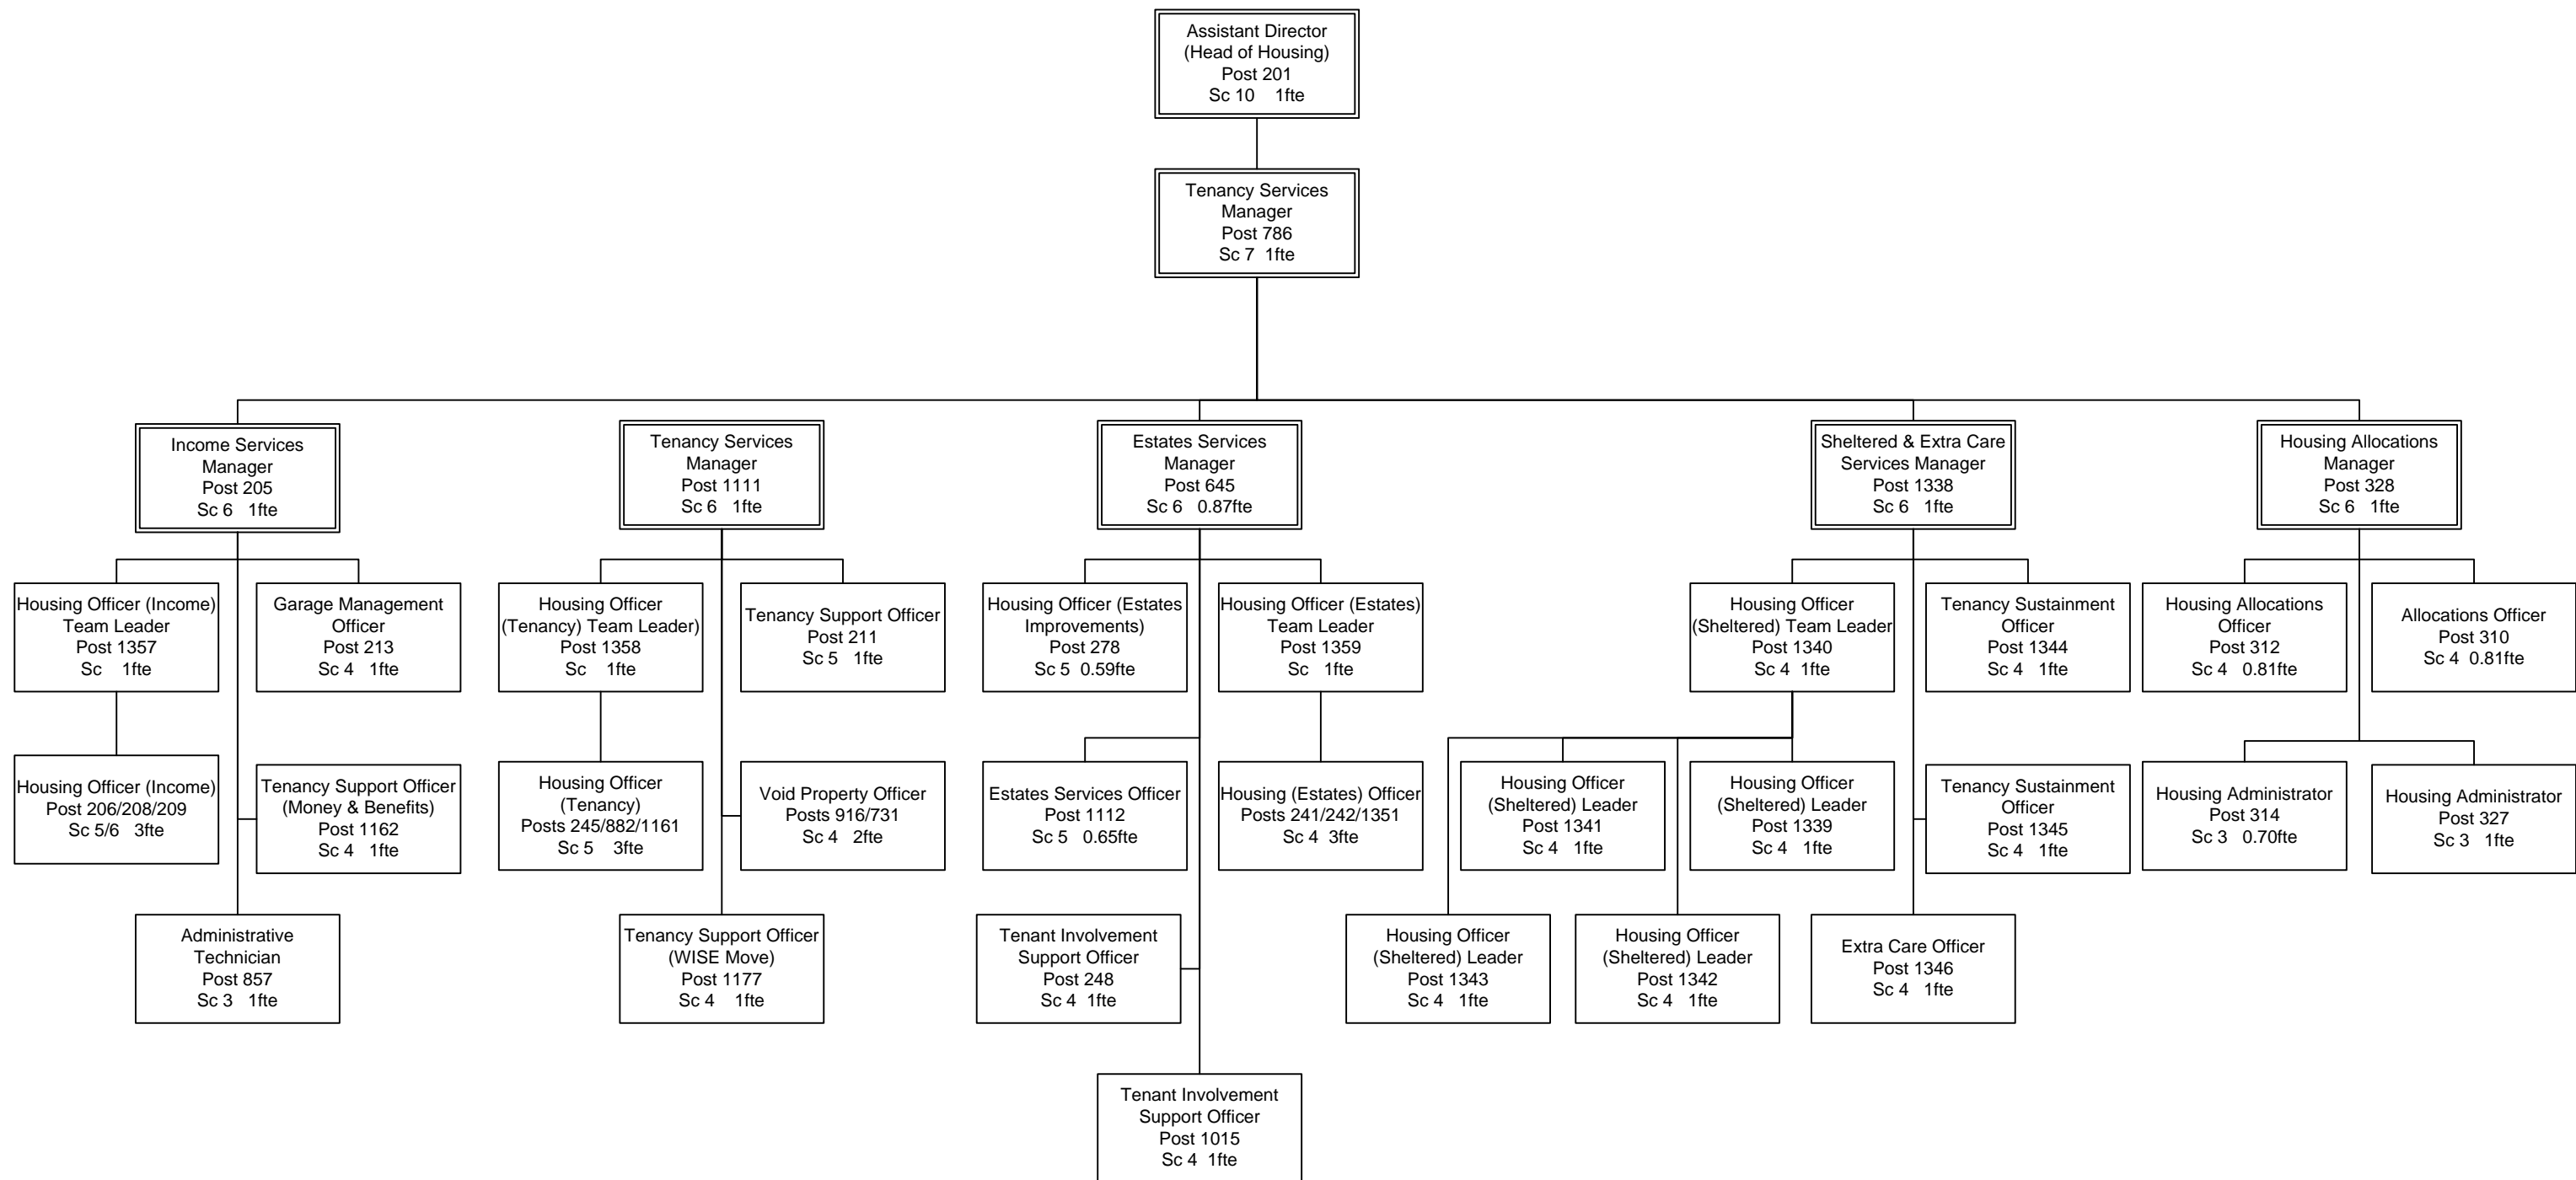 Assistant Director
(Head of Housing)
Post 201
Sc 10 1fte
Tenancy Services
Manager
Post 786
Sc 7 1fte
Income Services
Manager
Post 205
Sc 6 1fte
Tenancy Services
Manager
Post 1111
Sc 6 1fte
Estates Services
Manager
Post 645
Sc 6 0.87fte
Sheltered & Extra Care
Services Manager
Post 1338
Sc 6 1fte
Housing Allocations
Manager
Post 328
Sc 6 1fte
Housing Officer (Income)
Team Leader
Post 1357
Sc 1fte
Garage Management
Officer
Post 213
Sc 4 1fte
Housing Officer
(Tenancy) Team Leader)
Post 1358
Sc 1fte
Tenancy Support Officer
Post 211
Sc 5 1fte
Housing Officer (Estates
Improvements)
Post 278
Sc 5 0.59fte
Housing Officer (Estates)
Team Leader
Post 1359
Sc 1fte
Housing Officer
(Sheltered) Team Leader
Post 1340
Sc 4 1fte
Tenancy Sustainment
Officer
Post 1344
Sc 4 1fte
Housing Allocations
Officer
Post 312
Sc 4 0.81fte
Allocations Officer
Post 310
Sc 4 0.81fte
Housing Officer (Income)
Post 206/208/209
Sc 5/6 3fte
Tenancy Support Officer
(Money & Benefits)
Post 1162
Sc 4 1fte
Housing Officer
(Tenancy)
Posts 245/882/1161
Sc 5 3fte
Void Property Officer
Posts 916/731
Sc 4 2fte
Estates Services Officer
Post 1112
Sc 5 0.65fte
Housing (Estates) Officer
Posts 241/242/1351
Sc 4 3fte
Housing Officer
(Sheltered) Leader
Post 1341
Sc 4 1fte
Housing Officer
(Sheltered) Leader
Post 1339
Sc 4 1fte
Tenancy Sustainment
Officer
Post 1345
Sc 4 1fte
Housing Administrator
Post 314
Sc 3 0.70fte
Housing Administrator
Post 327
Sc 3 1fte
Administrative
Technician
Post 857
Sc 3 1fte
Tenancy Support Officer
(WISE Move)
Post 1177
Sc 4 1fte
Tenant Involvement
Support Officer
Post 248
Sc 4 1fte
Housing Officer
(Sheltered) Leader
Post 1343
Sc 4 1fte
Housing Officer
(Sheltered) Leader
Post 1342
Sc 4 1fte
Extra Care Officer
Post 1346
Sc 4 1fte
Tenant Involvement
Support Officer
Post 1015
Sc 4 1fte